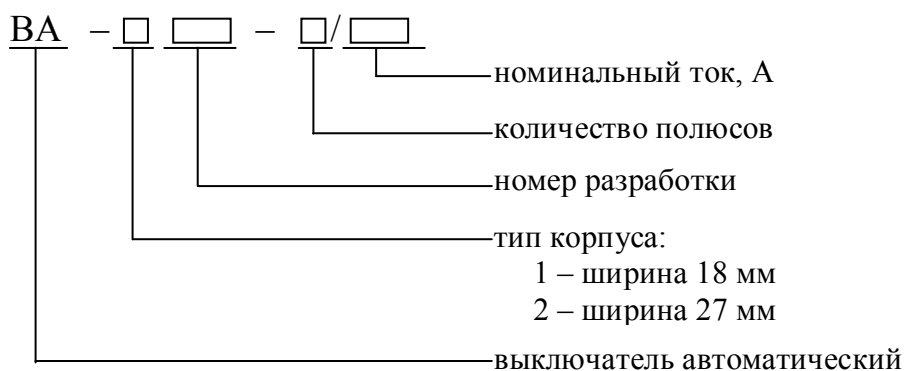 ВА – □ □ – □/□
номинальный ток, А
количество полюсов
номер разработки
тип корпуса:
1 – ширина 18 мм
2 – ширина 27 мм
выключатель автоматический